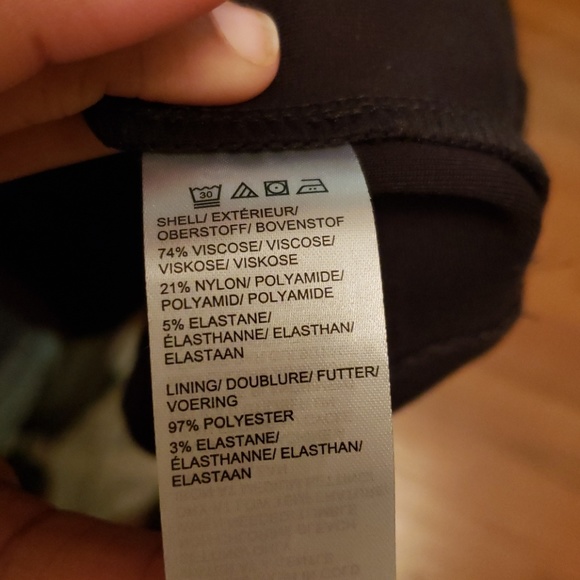 30
SHELL/ EXTÉRIEUR/
OBERSTOFF/ BOVENSTOF
74% VISCOSE/ VISCOSE/
VISKOSE/ VISKOSE
21% NYLON/ POLYAMIDE/
POLYAMID/ POLYAMIDE
5% ELASTANE/
ÉLASTHANNE/ ELASTHAN/
ELASTAAN
LINING/ DOUBLURE/ FUTTER/
VOERING
97% POLYESTER
3% ELASTANE/
ÉLASTHANNE/ ELASTHAN/
ELASTAAN